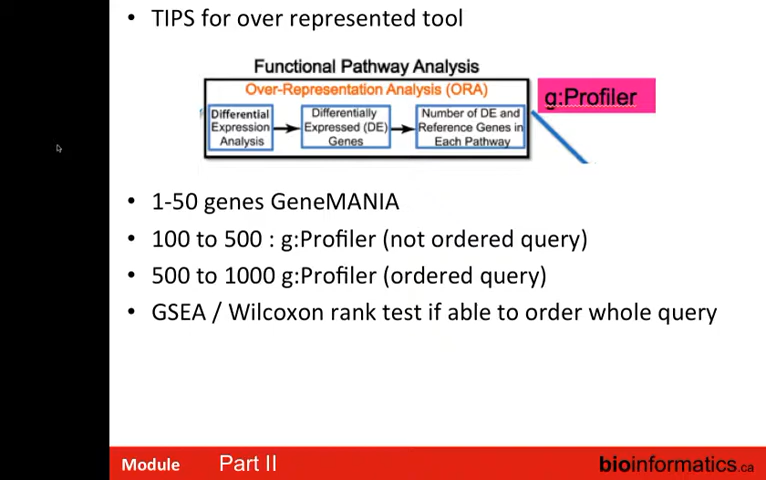 • TIPS for over represented tool
Functional Pathway Analysis
Over-Representation Analysis (ORA)
g:Profiler
Differential
Expression
Analysis
Differentially
Expressed (DE)
Genes
Number of DE and
Reference Genes in
Each Pathway
• 1-50 genes GeneMANIA
• 100 to 500 : g:Profiler (not ordered query)
• 500 to 1000 g:Profiler (ordered query)
• GSEA / Wilcoxon rank test if able to order whole query
Module Part II
bioinformatics.ca